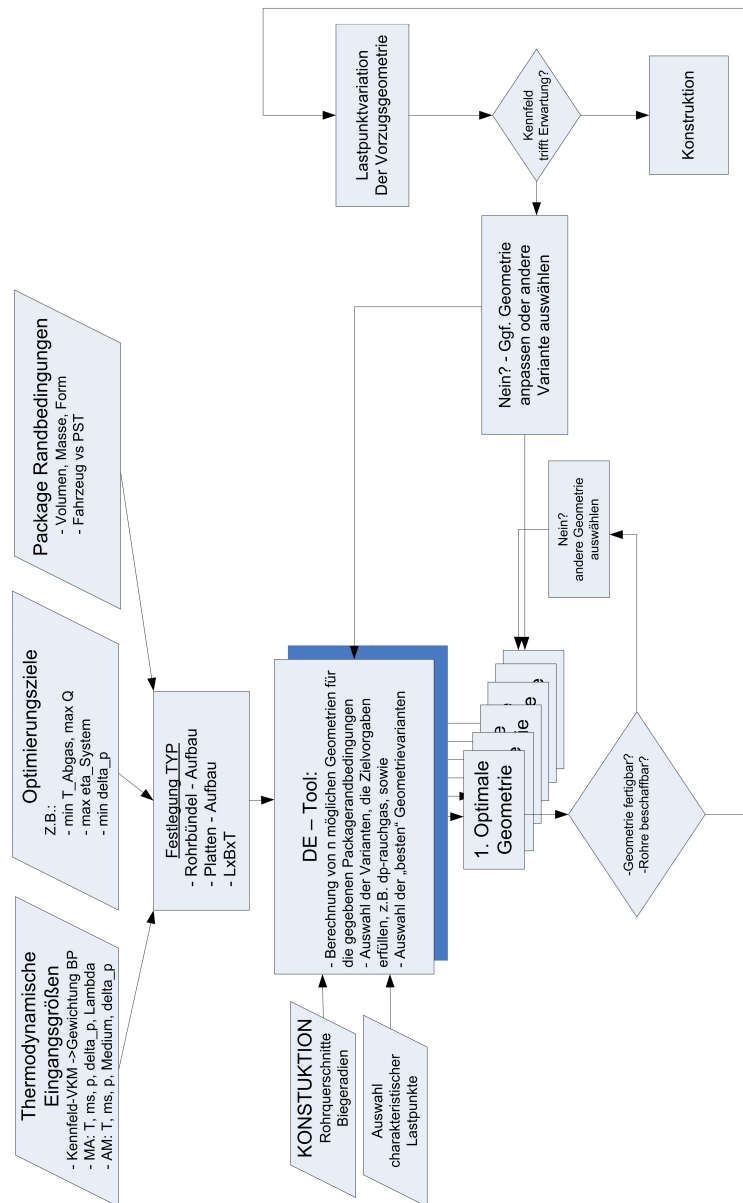 Thermodynamische
Eingangsgrößen
- Kennfeld-VKM ->Gewichtung BP
- MA: T, ms, p, delta_p, Lambda
- AM: T, ms, p, Medium, delta_p
Optimierungsziele
Z.B.:
- min T_Abgas, max Q
- max eta_System
- min delta_p
Package Randbedingungen
- Volumen, Masse, Form
- Fahrzeug vs PST
Festlegung TYP
- Rohrbündel - Aufbau
- Platten - Aufbau
- LxBxT
KONSTUKTION
Rohrquerschnitte
Biegeradien
Auswahl
charakteristischer
Lastpunkte
DE – Tool:
- Berechnung von n möglichen Geometrien für
die gegebenen Packagerandbedingungen
- Auswahl der Varianten, die Zielvorgaben
erfüllen, z.B. dp-rauchgas, sowie
- Auswahl der „besten“ Geometrievarianten
1. Optimale
Geometrie
-Geometrie fertigbar?
-Rohre beschaffbar?
Nein?
andere Geometrie
auswählen
Nein? - Ggf. Geometrie
anpassen oder andere
Variante auswählen
Lastpunktvariation
Der Vorzugsgeometrie
Kennfeld
trifft Erwartung?
Konstruktion